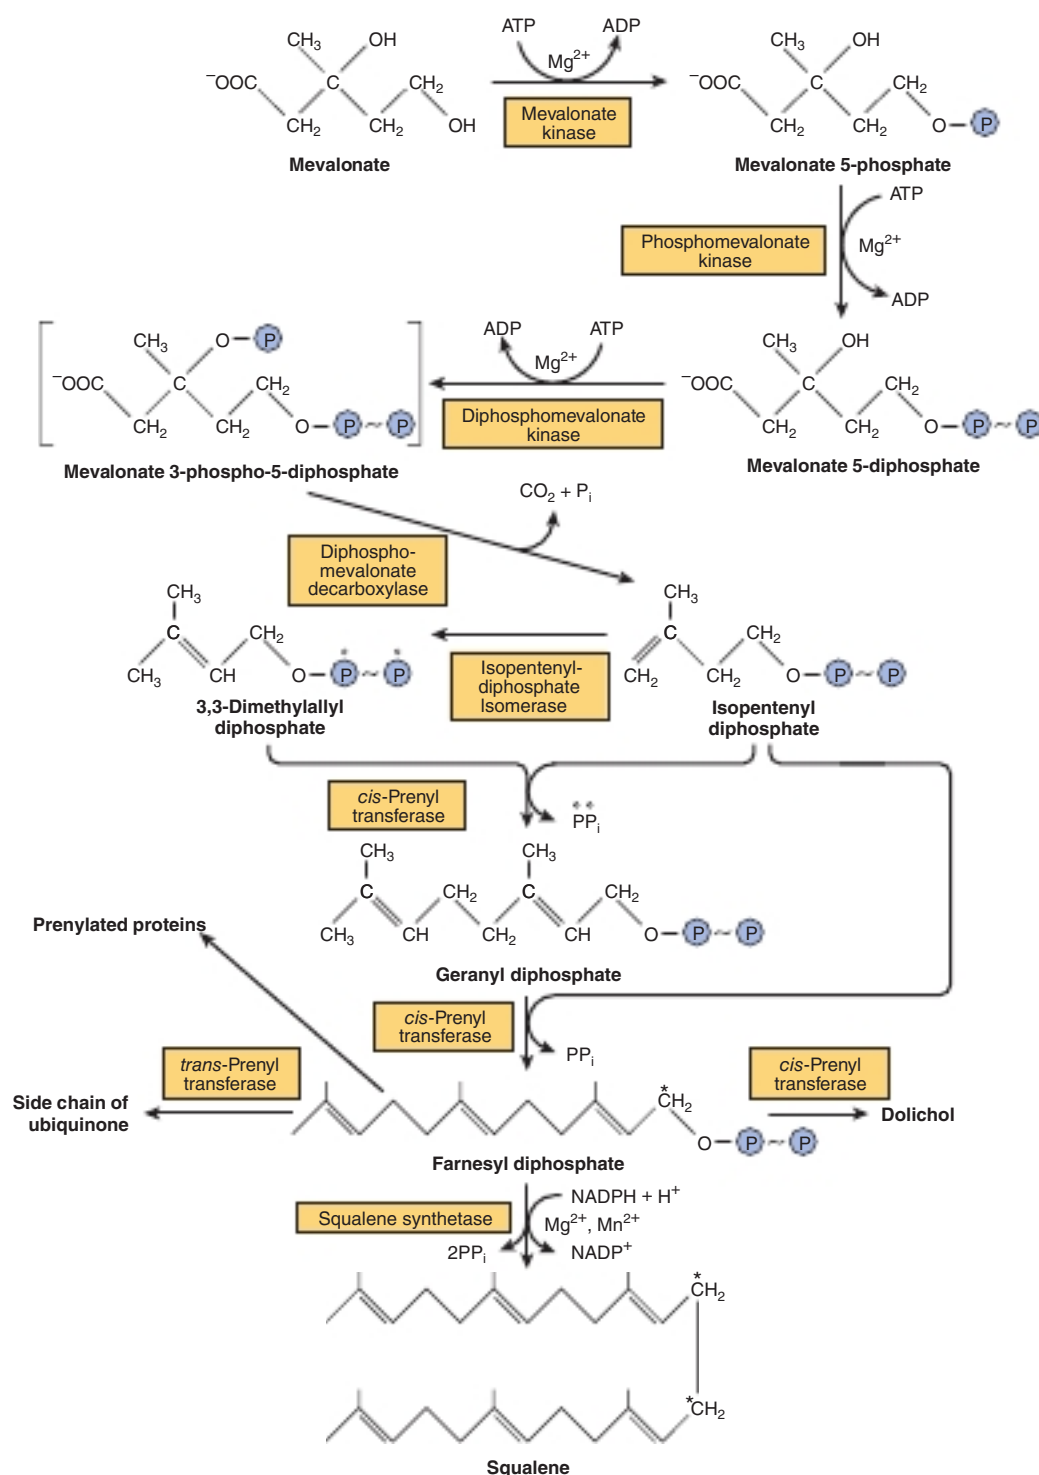 CH3 OH
ATP ADP
Mg2+
-OOC C CH2
CH2 CH2 OH
Mevalonate
Mevalonate
kinase
CH3 OH
-OOC C CH2
CH2 CH2 O P
Mevalonate 5-phosphate
ATP
Phosphomevalonate
kinase
Mg2+
ADP
CH3 O P
-OOC C CH2
CH2 CH2 O P ~ P
Mevalonate 3-phospho-5-diphosphate
ADP ATP
Mg2+
Diphosphomevalonate
kinase
CH3 OH
-OOC C CH2
CH2 CH2 O P ~ P
Mevalonate 5-diphosphate
CO2 + Pi
Diphospho-
mevalonate
decarboxylase
CH3
C CH2
CH3 CH O P ~ P
* *
3,3-Dimethylallyl
diphosphate
Isopentenyl-
diphosphate
Isomerase
CH3
C CH2
CH2 CH2 O P ~ P
Isopentenyl
diphosphate
cis-Prenyl
transferase
* *
PPi
CH3 CH3
C CH2 C CH2
CH3 CH CH2 CH O P ~ P
Geranyl diphosphate
Prenylated proteins
cis-Prenyl
transferase
PPi
trans-Prenyl
transferase
Side chain of
ubiquinone
*
CH2
O P ~ P
Farnesyl diphosphate
cis-Prenyl
transferase
Dolichol
Squalene synthetase
NADPH + H+
Mg2+, Mn2+
2PPi NADP+
*
CH2
*
CH2
Squalene